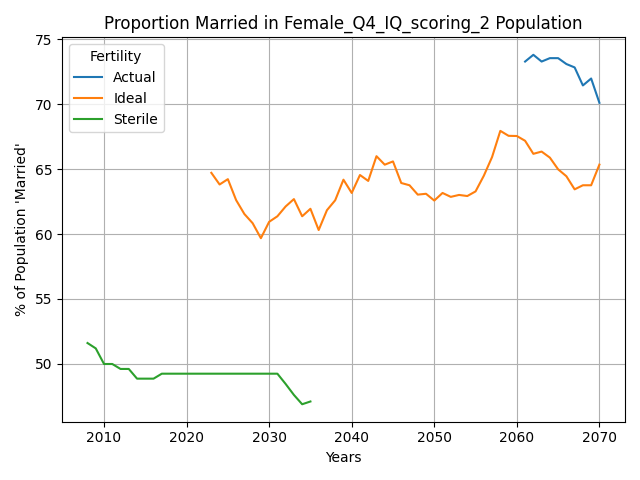 Proportion Married in Female_Q4_IQ_scoring_2 Population
% of Population 'Married'
75
70
65
60
55
50
Fertility
Actual
Ideal
Sterile
2010 2020 2030 2040 2050 2060 2070
Years